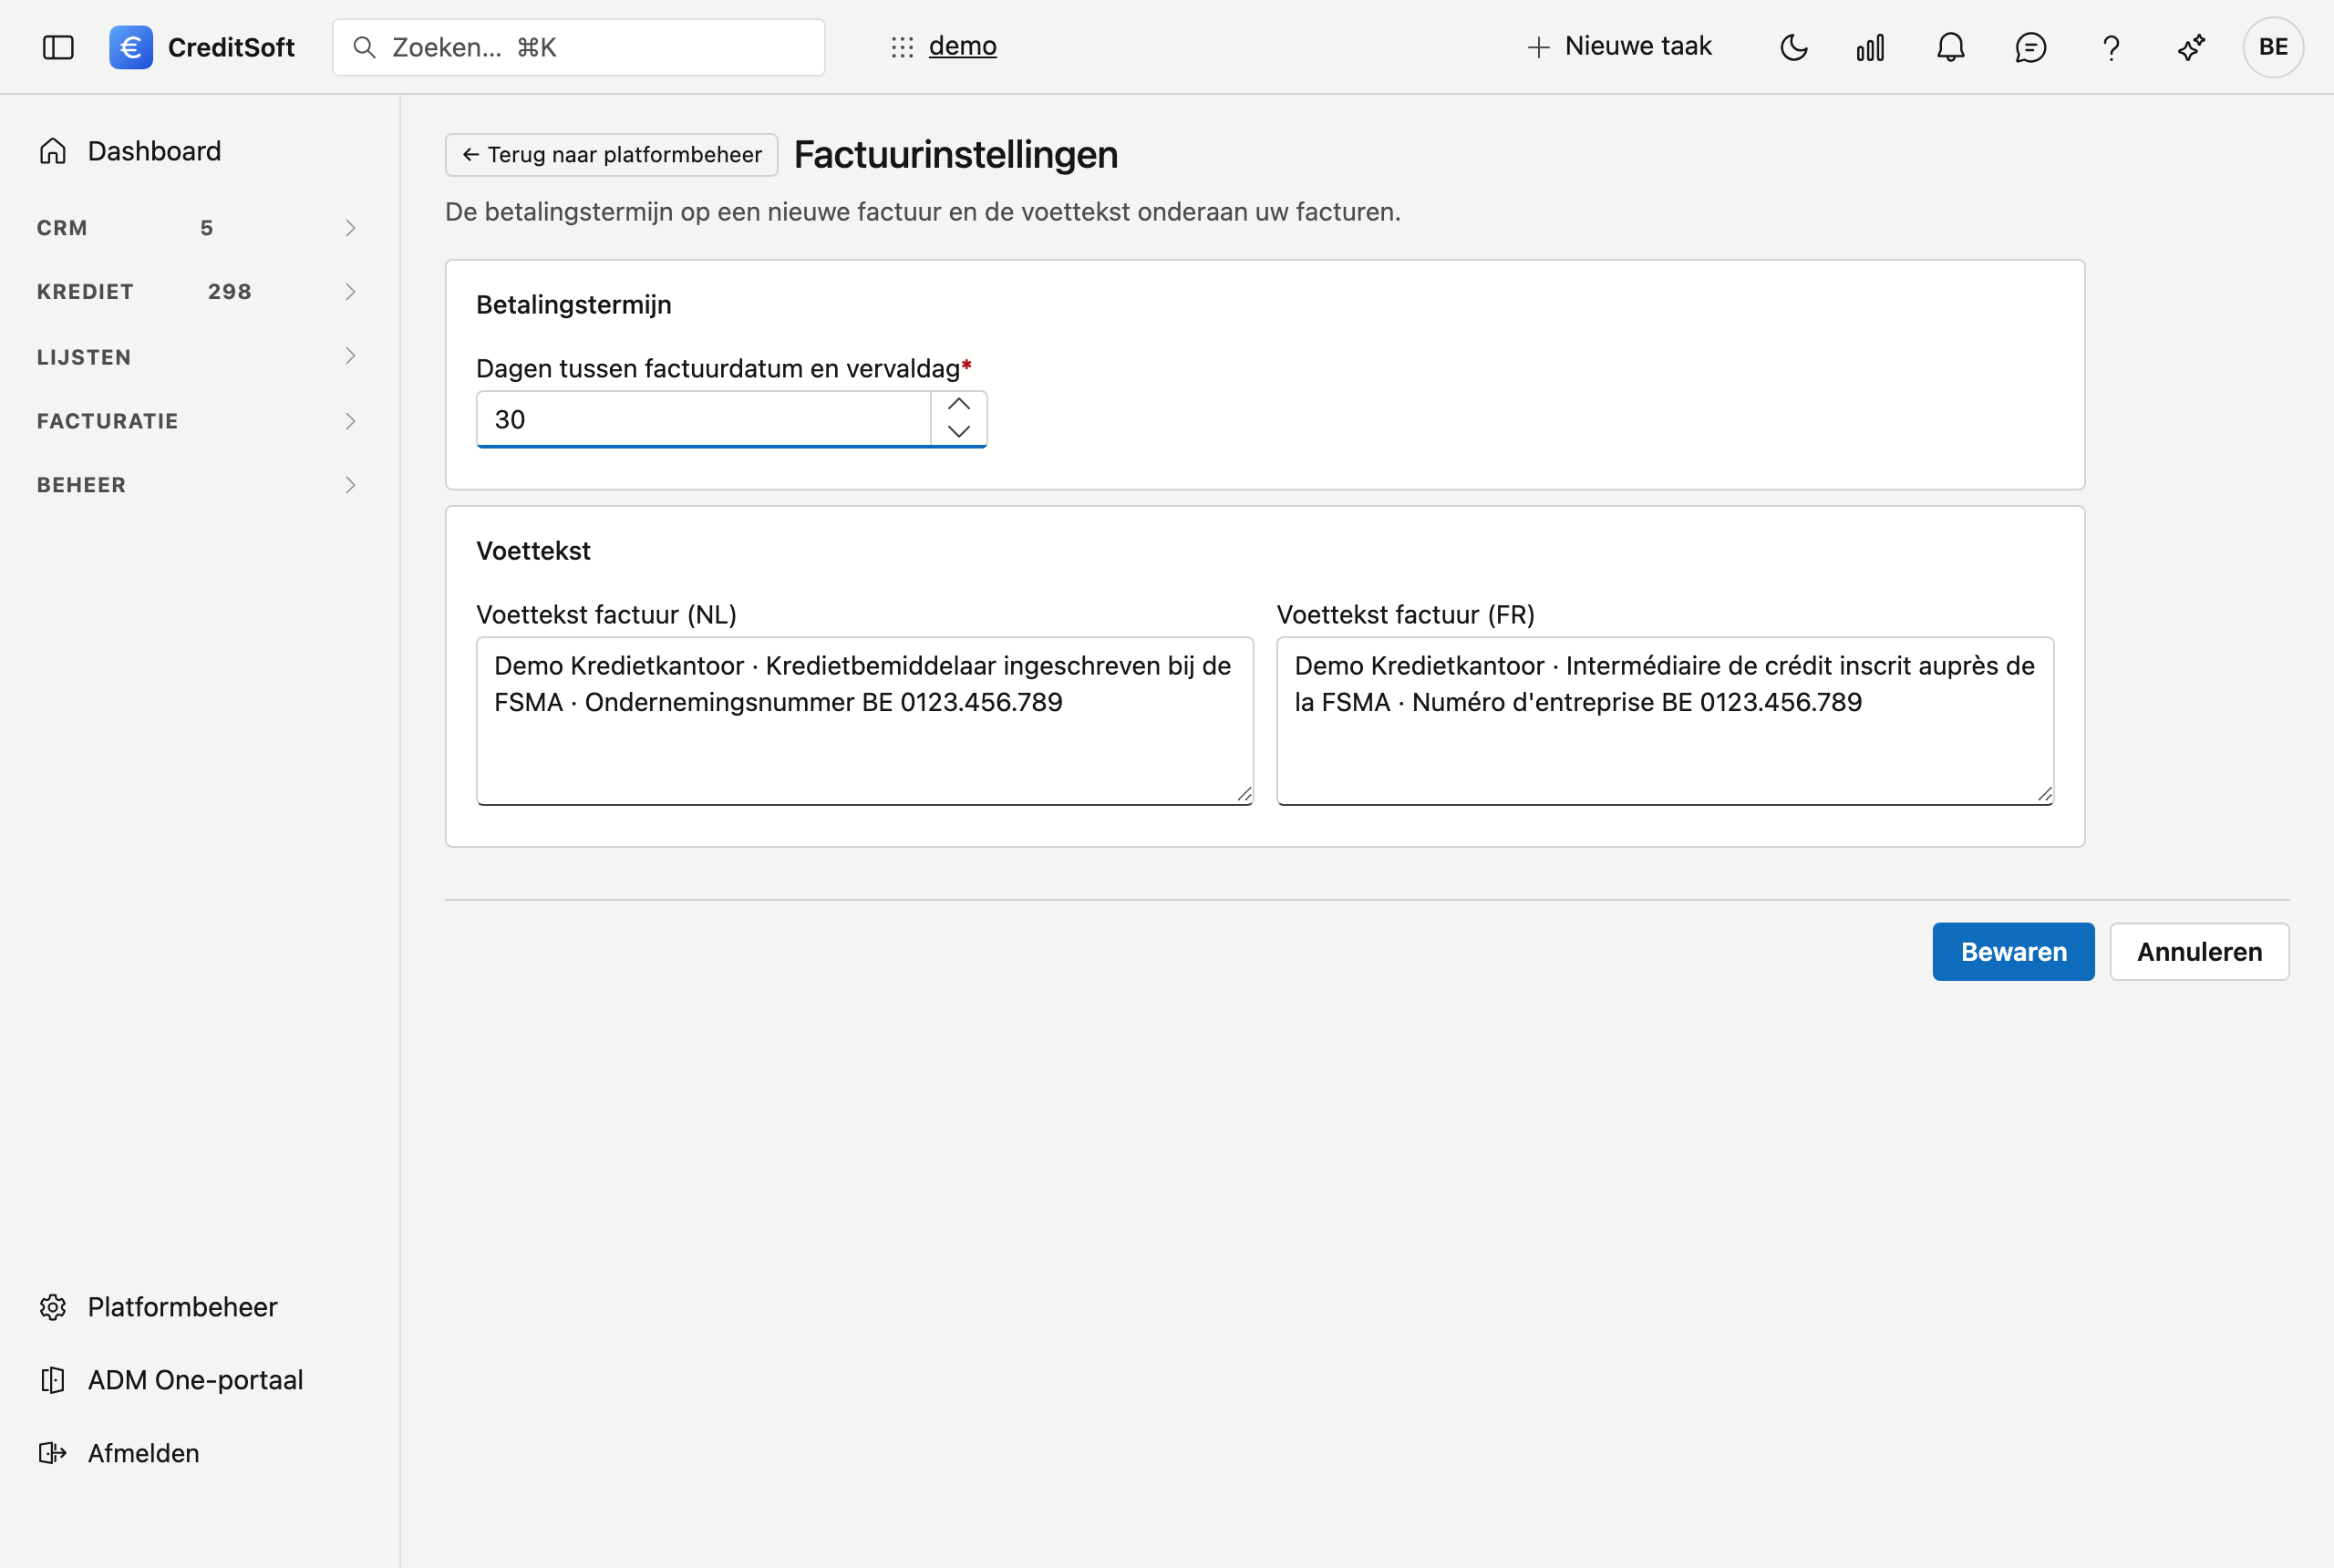 CreditSoft
Zoeken... ⌘K
demo
Nieuwe taak
BE
Dashboard
CRM 5
KREDIET 298
LIJSTEN
FACTURATIE
BEHEER
Platformbeheer
ADM One-portaal
Afmelden
← Terug naar platformbeheer
Factuurinstellingen
De betalingstermijn op een nieuwe factuur en de voettekst onderaan uw facturen.
Betalingstermijn
Dagen tussen factuurdatum en vervaldag*
30
Voettekst
Voettekst factuur (NL)
Demo Kredietkantoor · Kredietbemiddelaar ingeschreven bij de
FSMA · Ondernemingsnummer BE 0123.456.789
Voettekst factuur (FR)
Demo Kredietkantoor · Intermédiaire de crédit inscrit auprès de
la FSMA · Numéro d'entreprise BE 0123.456.789
Bewaren
Annuleren